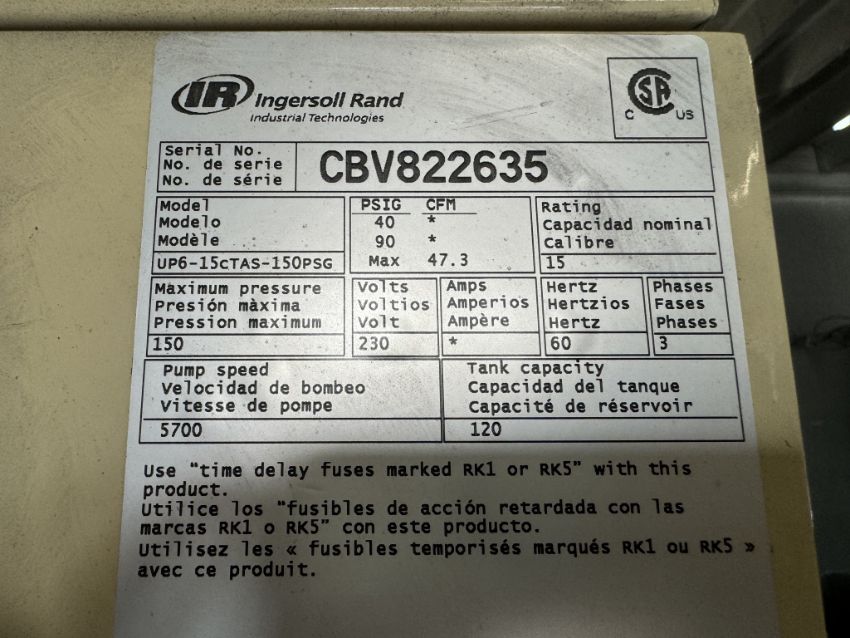 IR Ingersoll Rand
Industrial Technologies
CSA
C US
Serial No.
No. de serie
No. de série
CBV822635
Model
Modelo
Modèle
UP6-15cTAS-150PSG
PSIG CFM
40 *
90 *
Max 47.3
Rating
Capacidad nominal
Calibre
15
Maximum pressure
Presión màxima
Pression maximum
150
Volts
Voltios
Volt
230
Amps
Amperios
Ampère
*
Hertz
Hertzios
Hertz
60
Phases
Fases
Phases
3
Pump speed
Velocidad de bombeo
Vitesse de pompe
5700
Tank capacity
Capacidad del tanque
Capacité de réservoir
120
Use "time delay fuses marked RK1 or RK5" with this
product.
Utilice los "fusibles de acción retardada con las
marcas RK1 o RK5" con este producto.
Utilisez les « fusibles temporisés marqués RK1 ou RK5 »
avec ce produit.